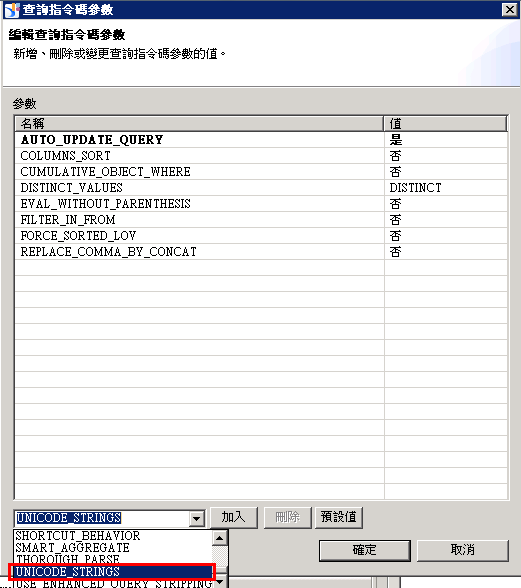 查詢指令碼參數
編輯查詢指令碼參數
新增、刪除或變更查詢指令碼參數的值。
參數
名稱 值
AUTO_UPDATE_QUERY 是
COLUMNS_SORT 否
CUMULATIVE_OBJECT_WHERE 否
DISTINCT_VALUES DISTINCT
EVAL_WITHOUT_PARENTHESIS 否
FILTER_IN_FROM 否
FORCE_SORTED_LOV 否
REPLACE_COMMA_BY_CONCAT 否
UNICODE_STRINGS 加入 刪除 預設值
SHORTCUT_BEHAVIOR
SMART_AGGREGATE
THOROUGH_PARSE
UNICODE_STRINGS
USE_ENHANCED_QUERY_STRIPPING
確定 取消